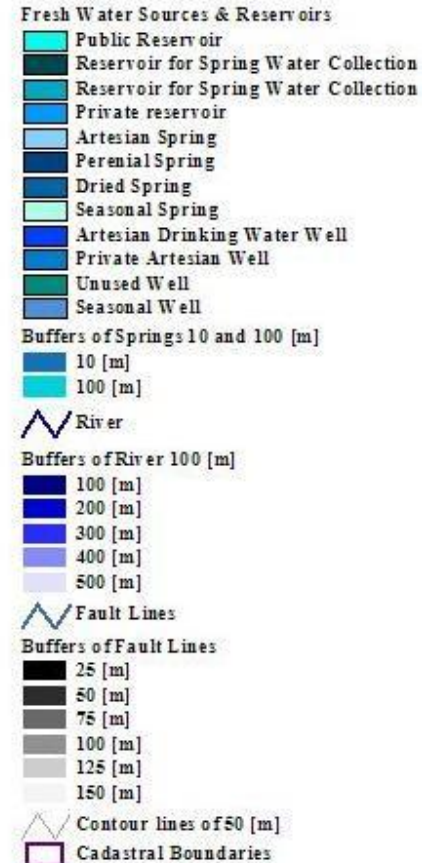 Fresh Water Sources & Reservoirs
Public Reservoir
Reservoir for Spring Water Collection
Reservoir for Spring Water Collection
Private reservoir
Artesian Spring
Perenial Spring
Dried Spring
Seasonal Spring
Artesian Drinking Water Well
Private Artesian Well
Unused Well
Seasonal Well
Buffers of Springs 10 and 100 [m]
10 [m]
100 [m]
River
Buffers of River 100 [m]
100 [m]
200 [m]
300 [m]
400 [m]
500 [m]
Fault Lines
Buffers of Fault Lines
25 [m]
50 [m]
75 [m]
100 [m]
125 [m]
150 [m]
Contour lines of 50 [m]
Cadastral Boundaries